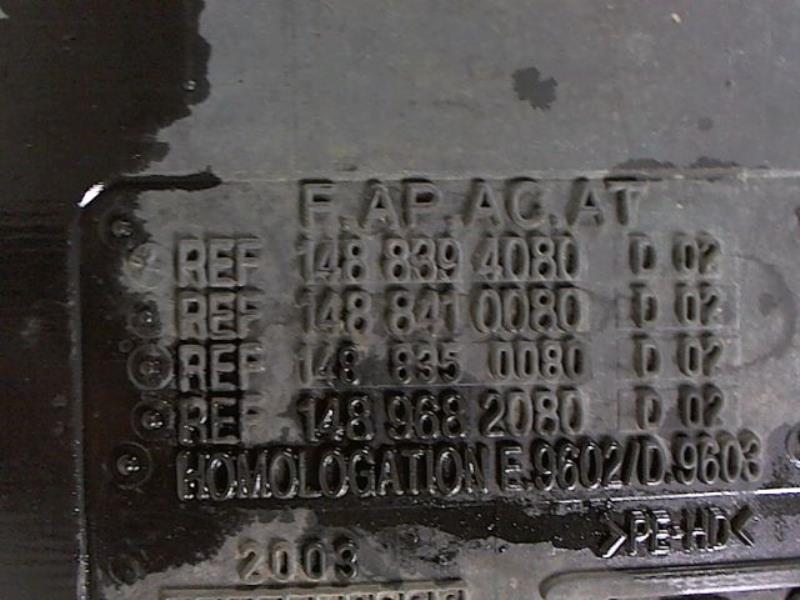 F.AP.AC.AT
REF 148 839 4080 D 02
REF 148 841 0080 D 02
REF 148 835 0080 D 02
REF 148 968 2080 D 02
HOMOLOGATION E.9602/D.9603
>PE-HD<
2003